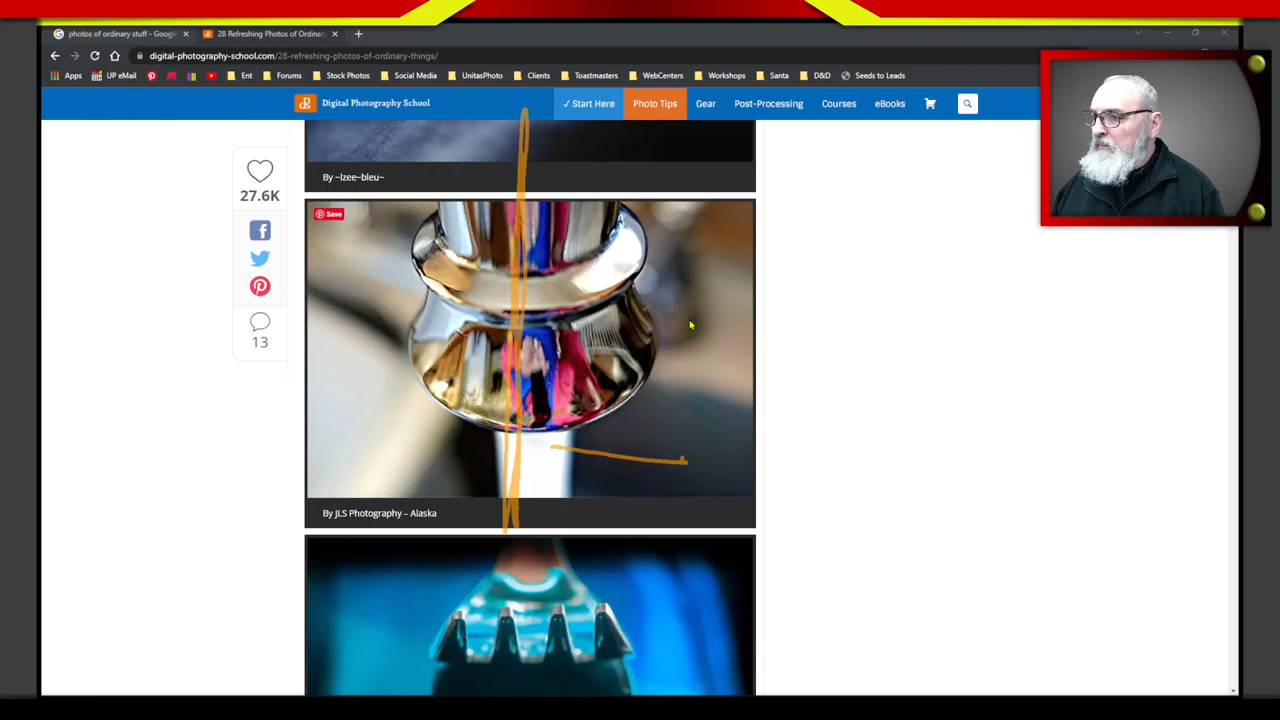 photos of ordinary stuff - Google
28 Refreshing Photos of Ordinar
digital-photography-school.com/28-refreshing-photos-of-ordinary-things/
Apps
UP eMail
Ent
Forums
Stock Photos
Social Media
UnitasPhoto
Clients
Toastmasters
WebCenters
Workshops
Santa
D&D
Seeds to Leads
dP
Digital Photography School
✓ Start Here
Photo Tips
Gear
Post-Processing
Courses
eBooks
27.6K
13
By ~Izee~bleu~
Save
By JLS Photography – Alaska